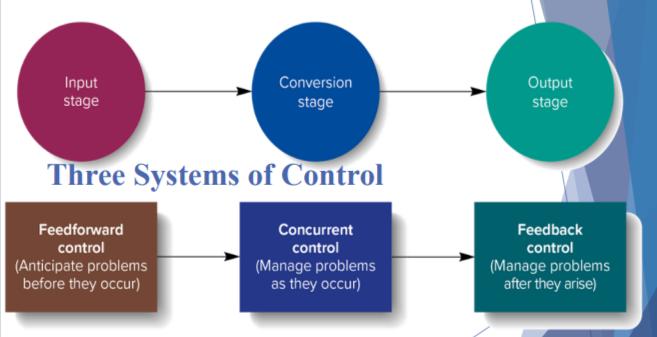 Input
stage
Conversion
stage
Output
stage
Three Systems of Control
Feedforward
control
(Anticipate problems
before they occur)
Concurrent
control
(Manage problems
as they occur)
Feedback
control
(Manage problems
after they arise)